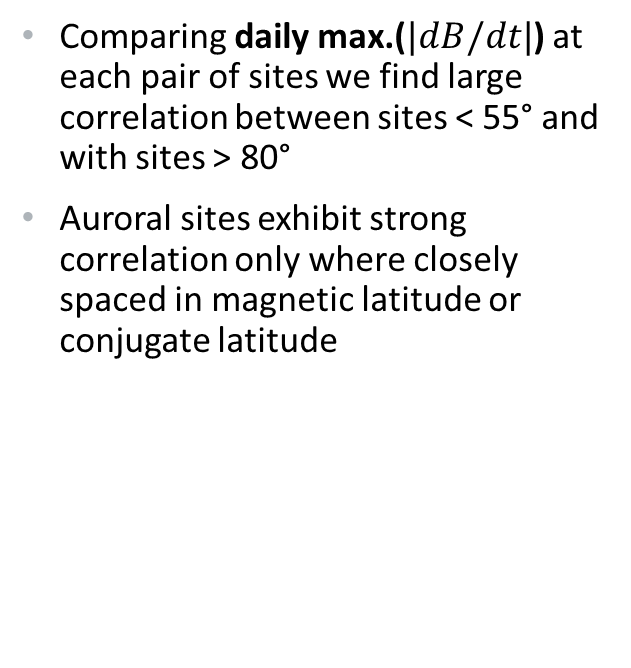 • Comparing daily max.(|dB/dt|) at
each pair of sites we find large
correlation between sites < 55° and
with sites > 80°
• Auroral sites exhibit strong
correlation only where closely
spaced in magnetic latitude or
conjugate latitude